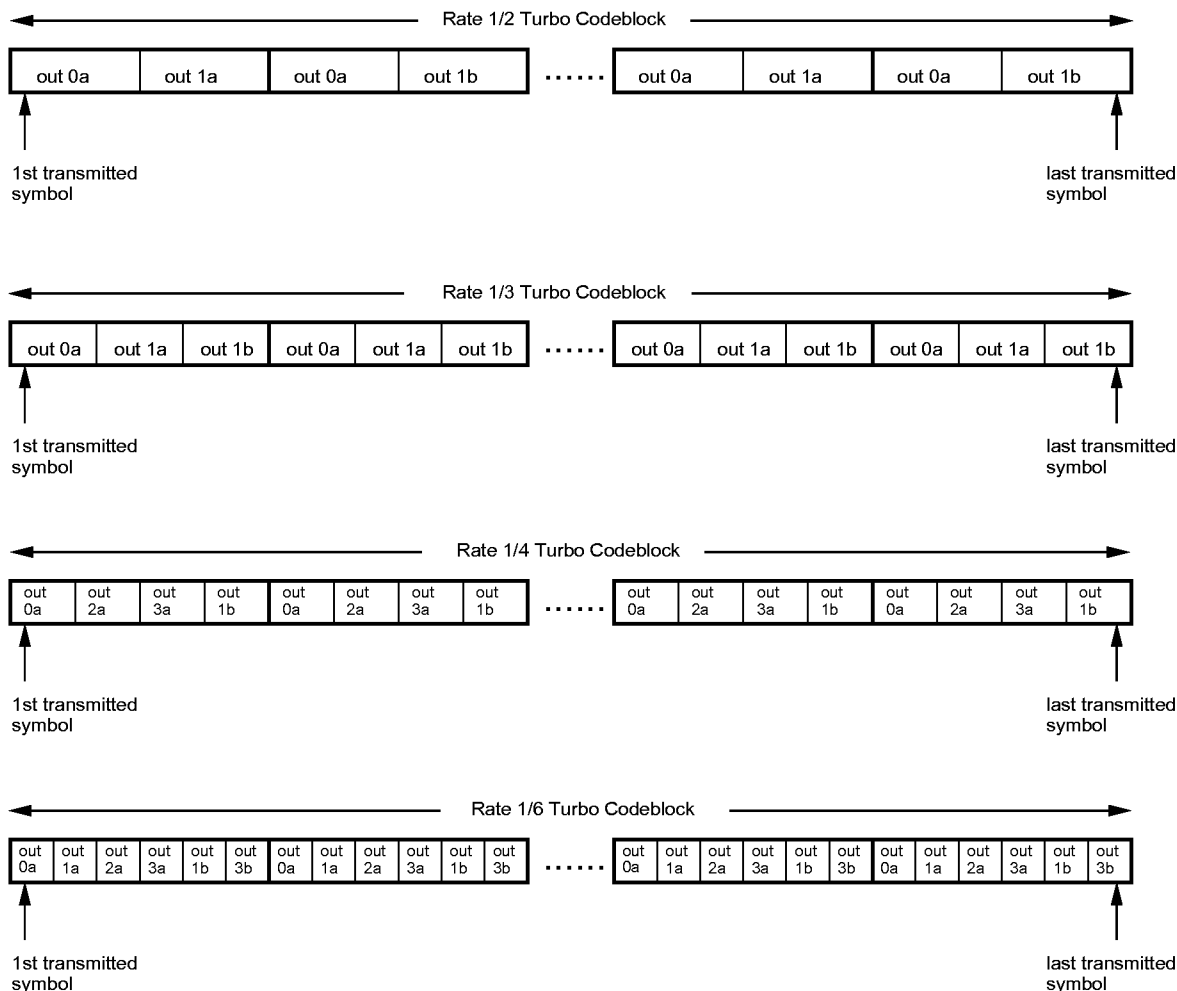 Rate 1/2 Turbo Codeblock
out 0a out 1a out 0a out 1b ...... out 0a out 1a out 0a out 1b
1st transmitted symbol
last transmitted symbol
Rate 1/3 Turbo Codeblock
out 0a out 1a out 1b out 0a out 1a out 1b ...... out 0a out 1a out 1b out 0a out 1a out 1b
1st transmitted symbol
last transmitted symbol
Rate 1/4 Turbo Codeblock
out 0a out 2a out 3a out 1b out 0a out 2a out 3a out 1b ...... out 0a out 2a out 3a out 1b out 0a out 2a out 3a out 1b
1st transmitted symbol
last transmitted symbol
Rate 1/6 Turbo Codeblock
out 0a out 1a out 2a out 3a out 1b out 3b out 0a out 1a out 2a out 3a out 1b out 3b ...... out 0a out 1a out 2a out 3a out 1b out 3b out 0a out 1a out 2a out 3a out 1b out 3b
1st transmitted symbol
last transmitted symbol